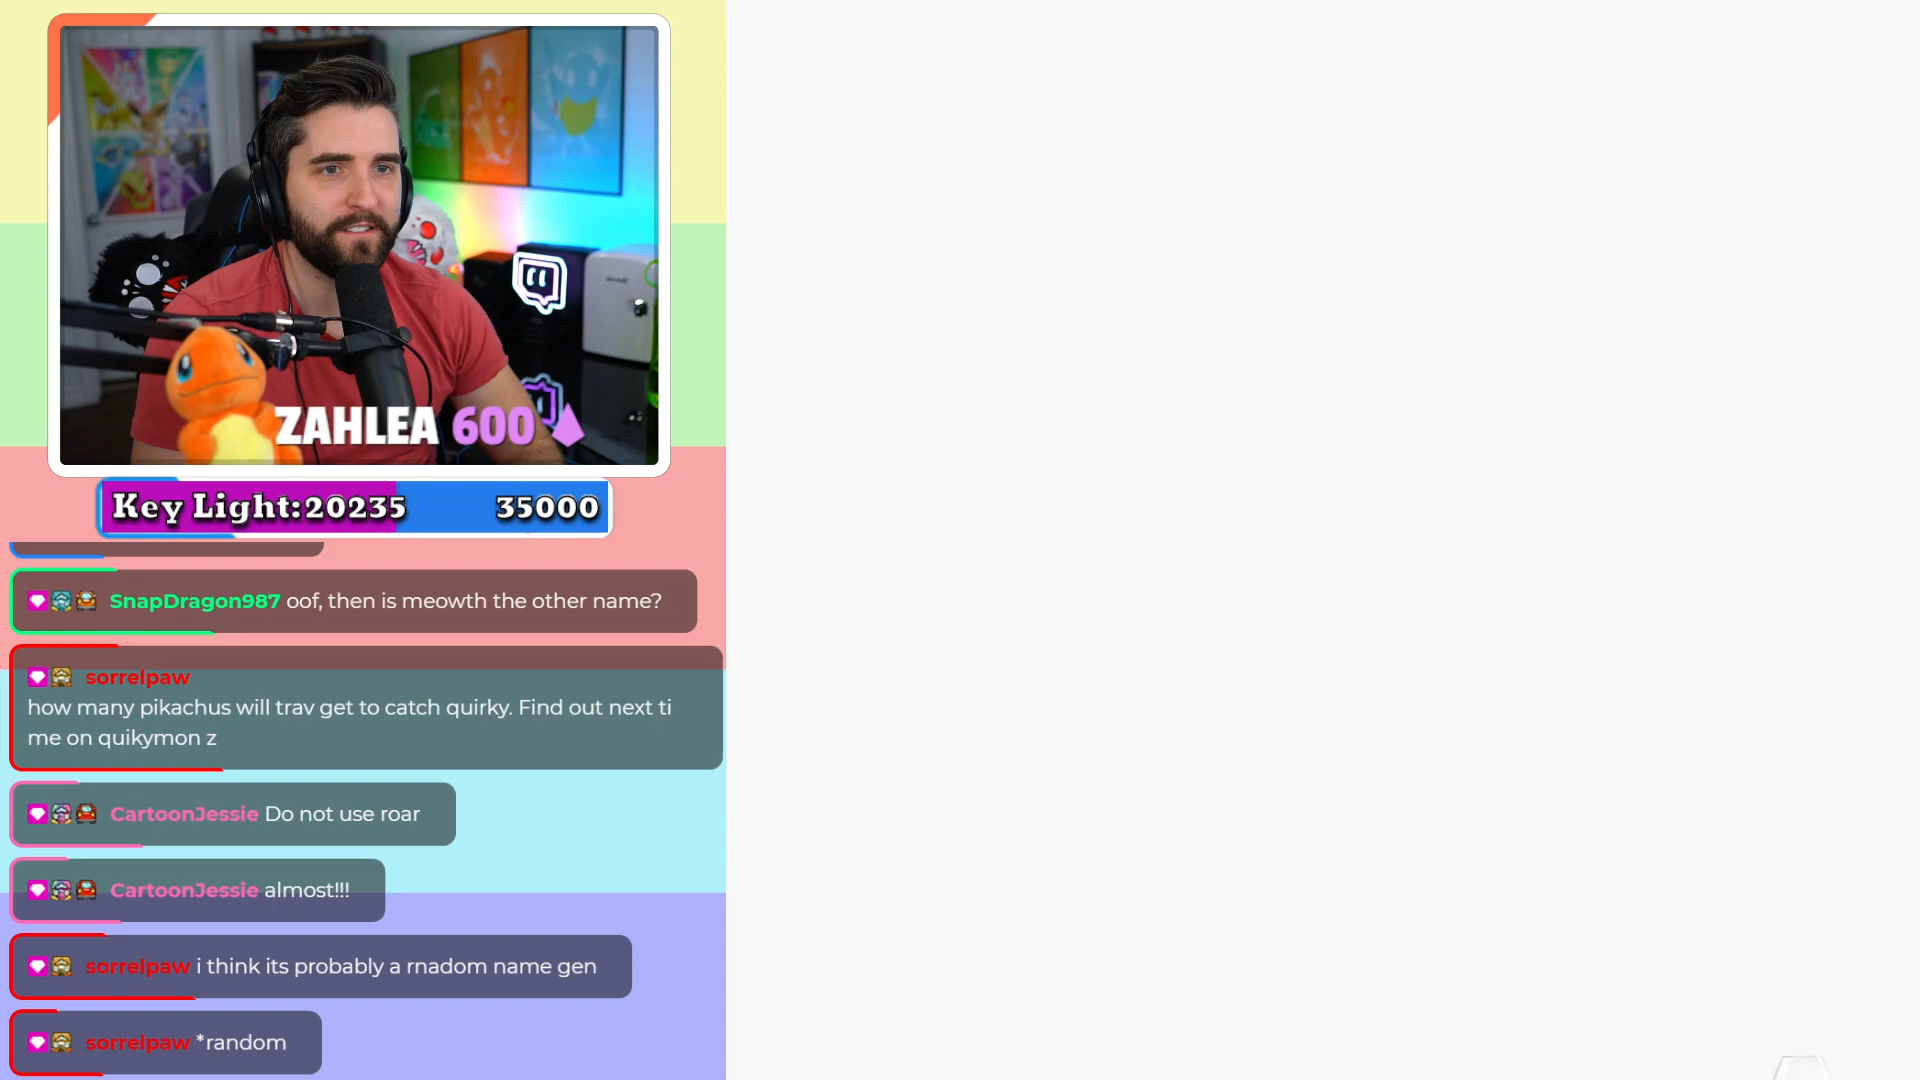 ZAHLEA 600
Key Light:20235 35000
SnapDragon987 oof, then is meowth the other name?
sorrelpaw
how many pikachus will trav get to catch quirky. Find out next ti
me on quikymon z
CartoonJessie Do not use roar
CartoonJessie almost!!!
sorrelpaw i think its probably a rnadom name gen
sorrelpaw *random